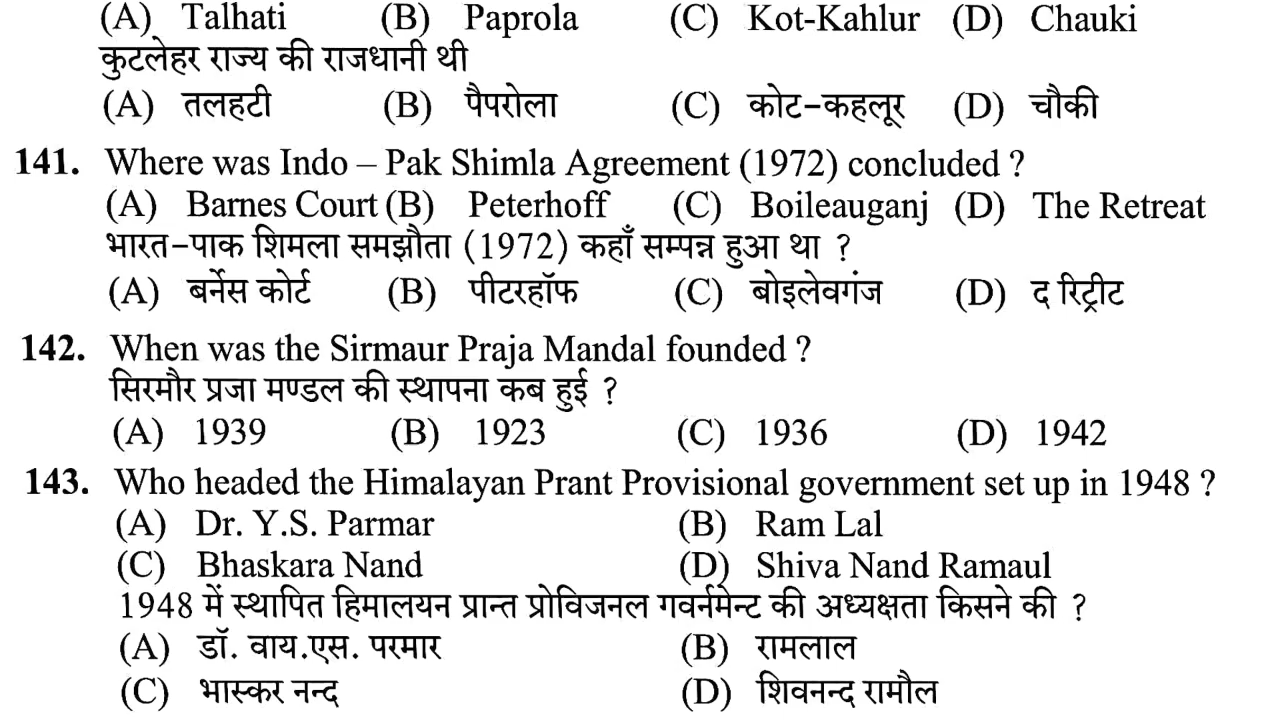 (A) Talhati (B) Paprola (C) Kot-Kahlur (D) Chauki
कुटलेहर राज्य की राजधानी थी
(A) तलहटी (B) पैपरोला (C) कोट-कहलूर (D) चौकी
141. Where was Indo – Pak Shimla Agreement (1972) concluded ?
(A) Barnes Court (B) Peterhoff (C) Boileauganj (D) The Retreat
भारत-पाक शिमला समझौता (1972) कहाँ सम्पन्न हुआ था ?
(A) बर्नेस कोर्ट (B) पीटरहॉफ (C) बोइलेवगंज (D) द रिट्रीट
142. When was the Sirmaur Praja Mandal founded ?
सिरमौर प्रजा मण्डल की स्थापना कब हुई ?
(A) 1939 (B) 1923 (C) 1936 (D) 1942
143. Who headed the Himalayan Prant Provisional government set up in 1948 ?
(A) Dr. Y.S. Parmar (B) Ram Lal
(C) Bhaskara Nand (D) Shiva Nand Ramaul
1948 में स्थापित हिमालयन प्रान्त प्रोविजनल गवर्नमेन्ट की अध्यक्षता किसने की ?
(A) डॉ. वाय.एस. परमार (B) रामलाल
(C) भास्कर नन्द (D) शिवनन्द रामौल